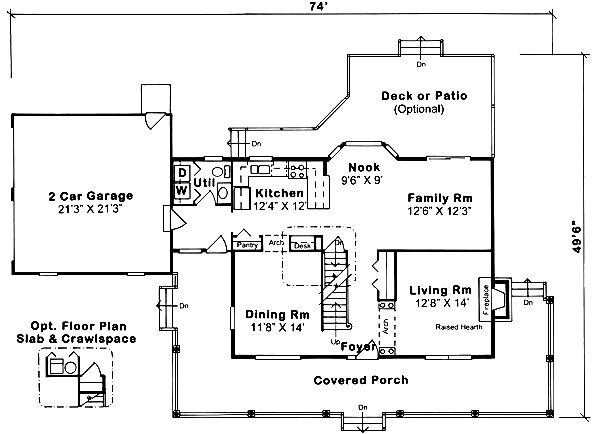 74'
Dn
Deck or Patio
(Optional)
Dn
D
W
Util
Kitchen
12'4" X 12'
Nook
9'6" X 9'
Family Rm
12'6" X 12'3"
2 Car Garage
21'3" X 21'3"
49'6"
Pantry
Arch
Desk
Dn
Dining Rm
11'8" X 14'
Living Rm
12'8" X 14'
Fireplace
Raised Hearth
Arch
Dn
Dn
Up
Foyer
Opt. Floor Plan
Slab & Crawlspace
Covered Porch
Dn